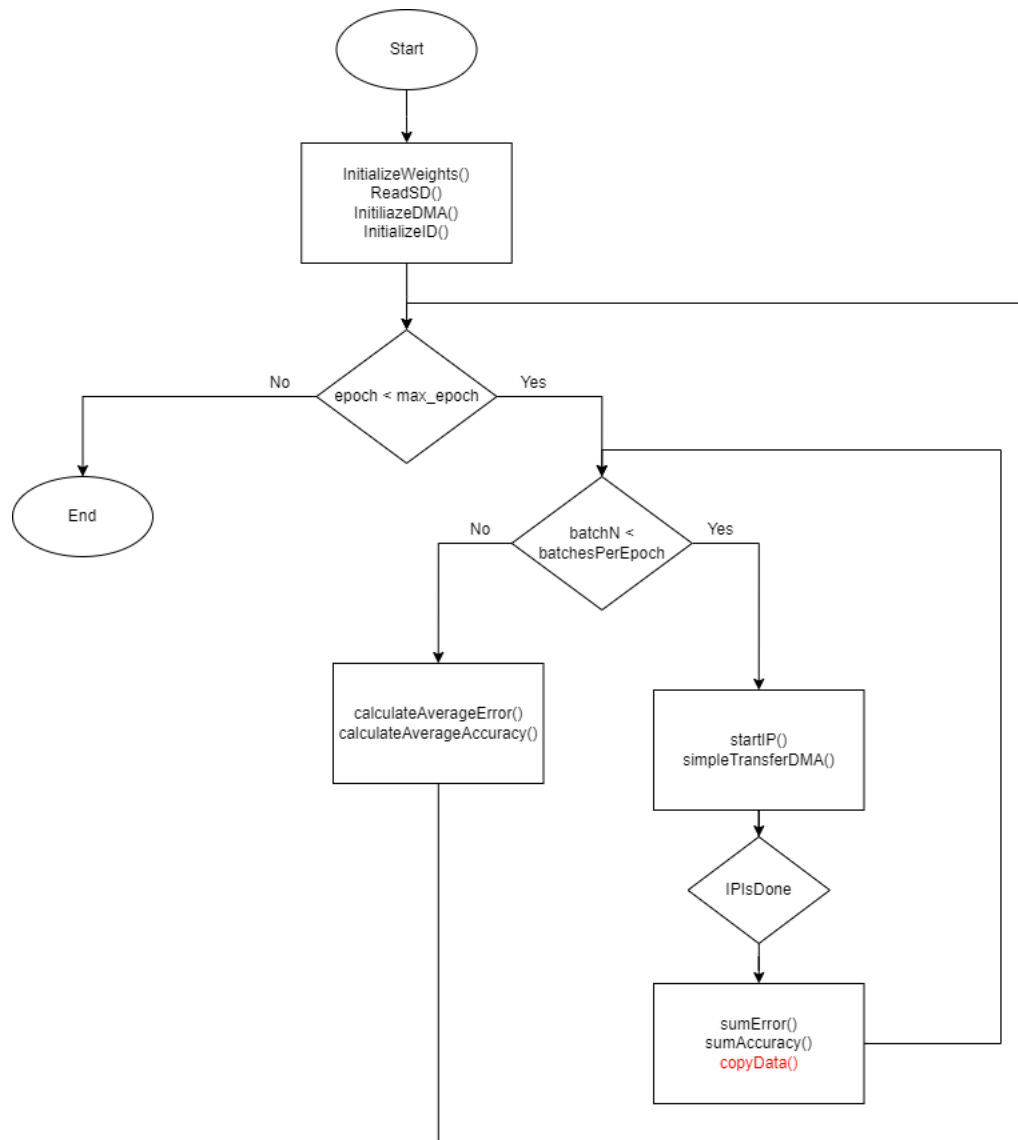 Start
InitializeWeights()
ReadSD()
InitiliazeDMA()
InitializeID()
No
epoch < max_epoch
Yes
End
No
batchN <
batchesPerEpoch
Yes
calculateAverageError()
calculateAverageAccuracy()
startIP()
simpleTransferDMA()
IPIsDone
sumError()
sumAccuracy()
copyData()